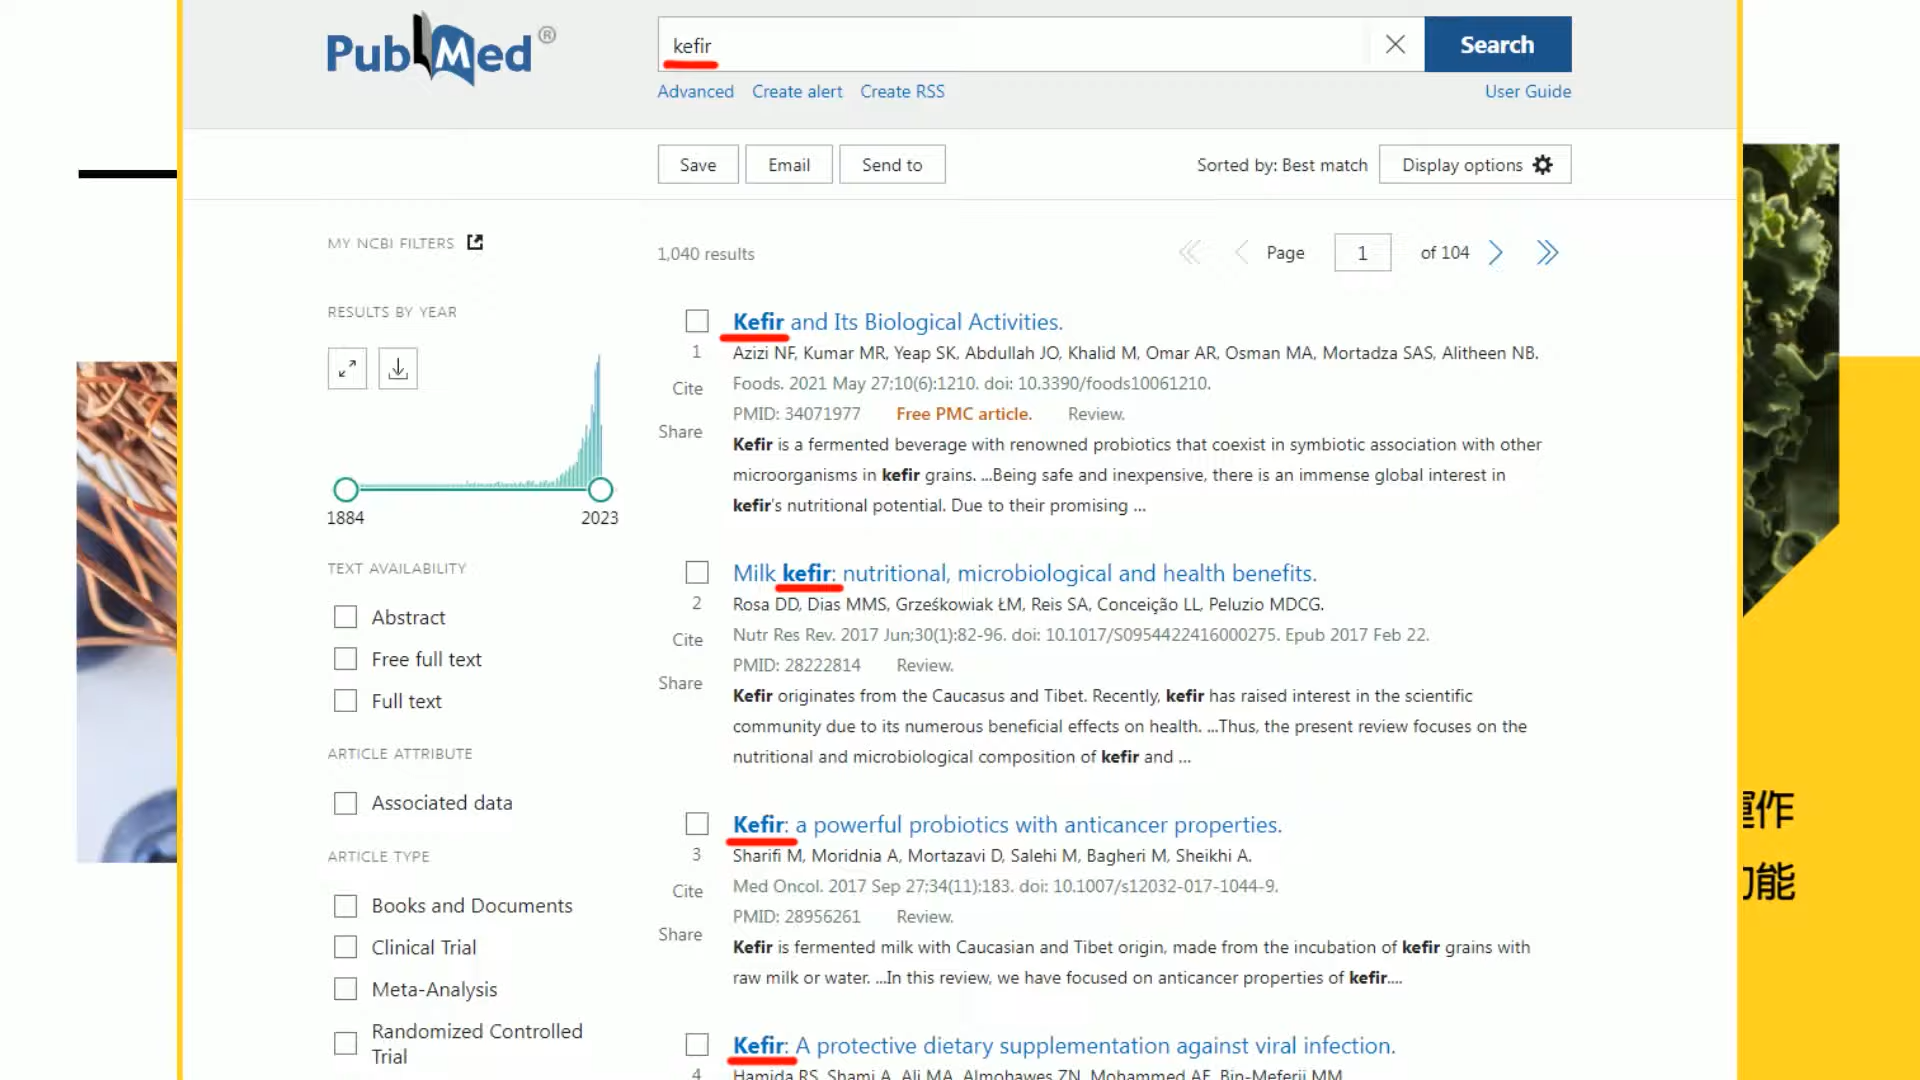 PubMed®
kefir
Search
Advanced Create alert Create RSS
User Guide
Save Email Send to
Sorted by: Best match
Display options
MY NCBI FILTERS
1,040 results
Page 1 of 104
RESULTS BY YEAR
1884 2023
TEXT AVAILABILITY
Abstract
Free full text
Full text
ARTICLE ATTRIBUTE
Associated data
ARTICLE TYPE
Books and Documents
Clinical Trial
Meta-Analysis
Randomized Controlled
Trial
Kefir and Its Biological Activities.
1
Cite
Share
Azizi NF, Kumar MR, Yeap SK, Abdullah JO, Khalid M, Omar AR, Osman MA, Mortadza SAS, Alitheen NB.
Foods. 2021 May 27;10(6):1210. doi: 10.3390/foods10061210.
PMID: 34071977 Free PMC article. Review.
Kefir is a fermented beverage with renowned probiotics that coexist in symbiotic association with other
microorganisms in kefir grains. ...Being safe and inexpensive, there is an immense global interest in
kefir's nutritional potential. Due to their promising ...
Milk kefir: nutritional, microbiological and health benefits.
2
Cite
Share
Rosa DD, Dias MMS, Grześkowiak ŁM, Reis SA, Conceição LL, Peluzio MDCG.
Nutr Res Rev. 2017 Jun;30(1):82-96. doi: 10.1017/S0954422416000275. Epub 2017 Feb 22.
PMID: 28222814 Review.
Kefir originates from the Caucasus and Tibet. Recently, kefir has raised interest in the scientific
community due to its numerous beneficial effects on health. ...Thus, the present review focuses on the
nutritional and microbiological composition of kefir and ...
Kefir: a powerful probiotics with anticancer properties.
3
Cite
Share
Sharifi M, Moridnia A, Mortazavi D, Salehi M, Bagheri M, Sheikhi A.
Med Oncol. 2017 Sep 27;34(11):183. doi: 10.1007/s12032-017-1044-9.
PMID: 28956261 Review.
Kefir is fermented milk with Caucasian and Tibet origin, made from the incubation of kefir grains with
raw milk or water. ...In this review, we have focused on anticancer properties of kefir....
Kefir: A protective dietary supplementation against viral infection.
4
Hamida RS, Shami A, Ali MA, Almohawes ZN, Mohammed AE, Bin-Meferij MM.
作
能